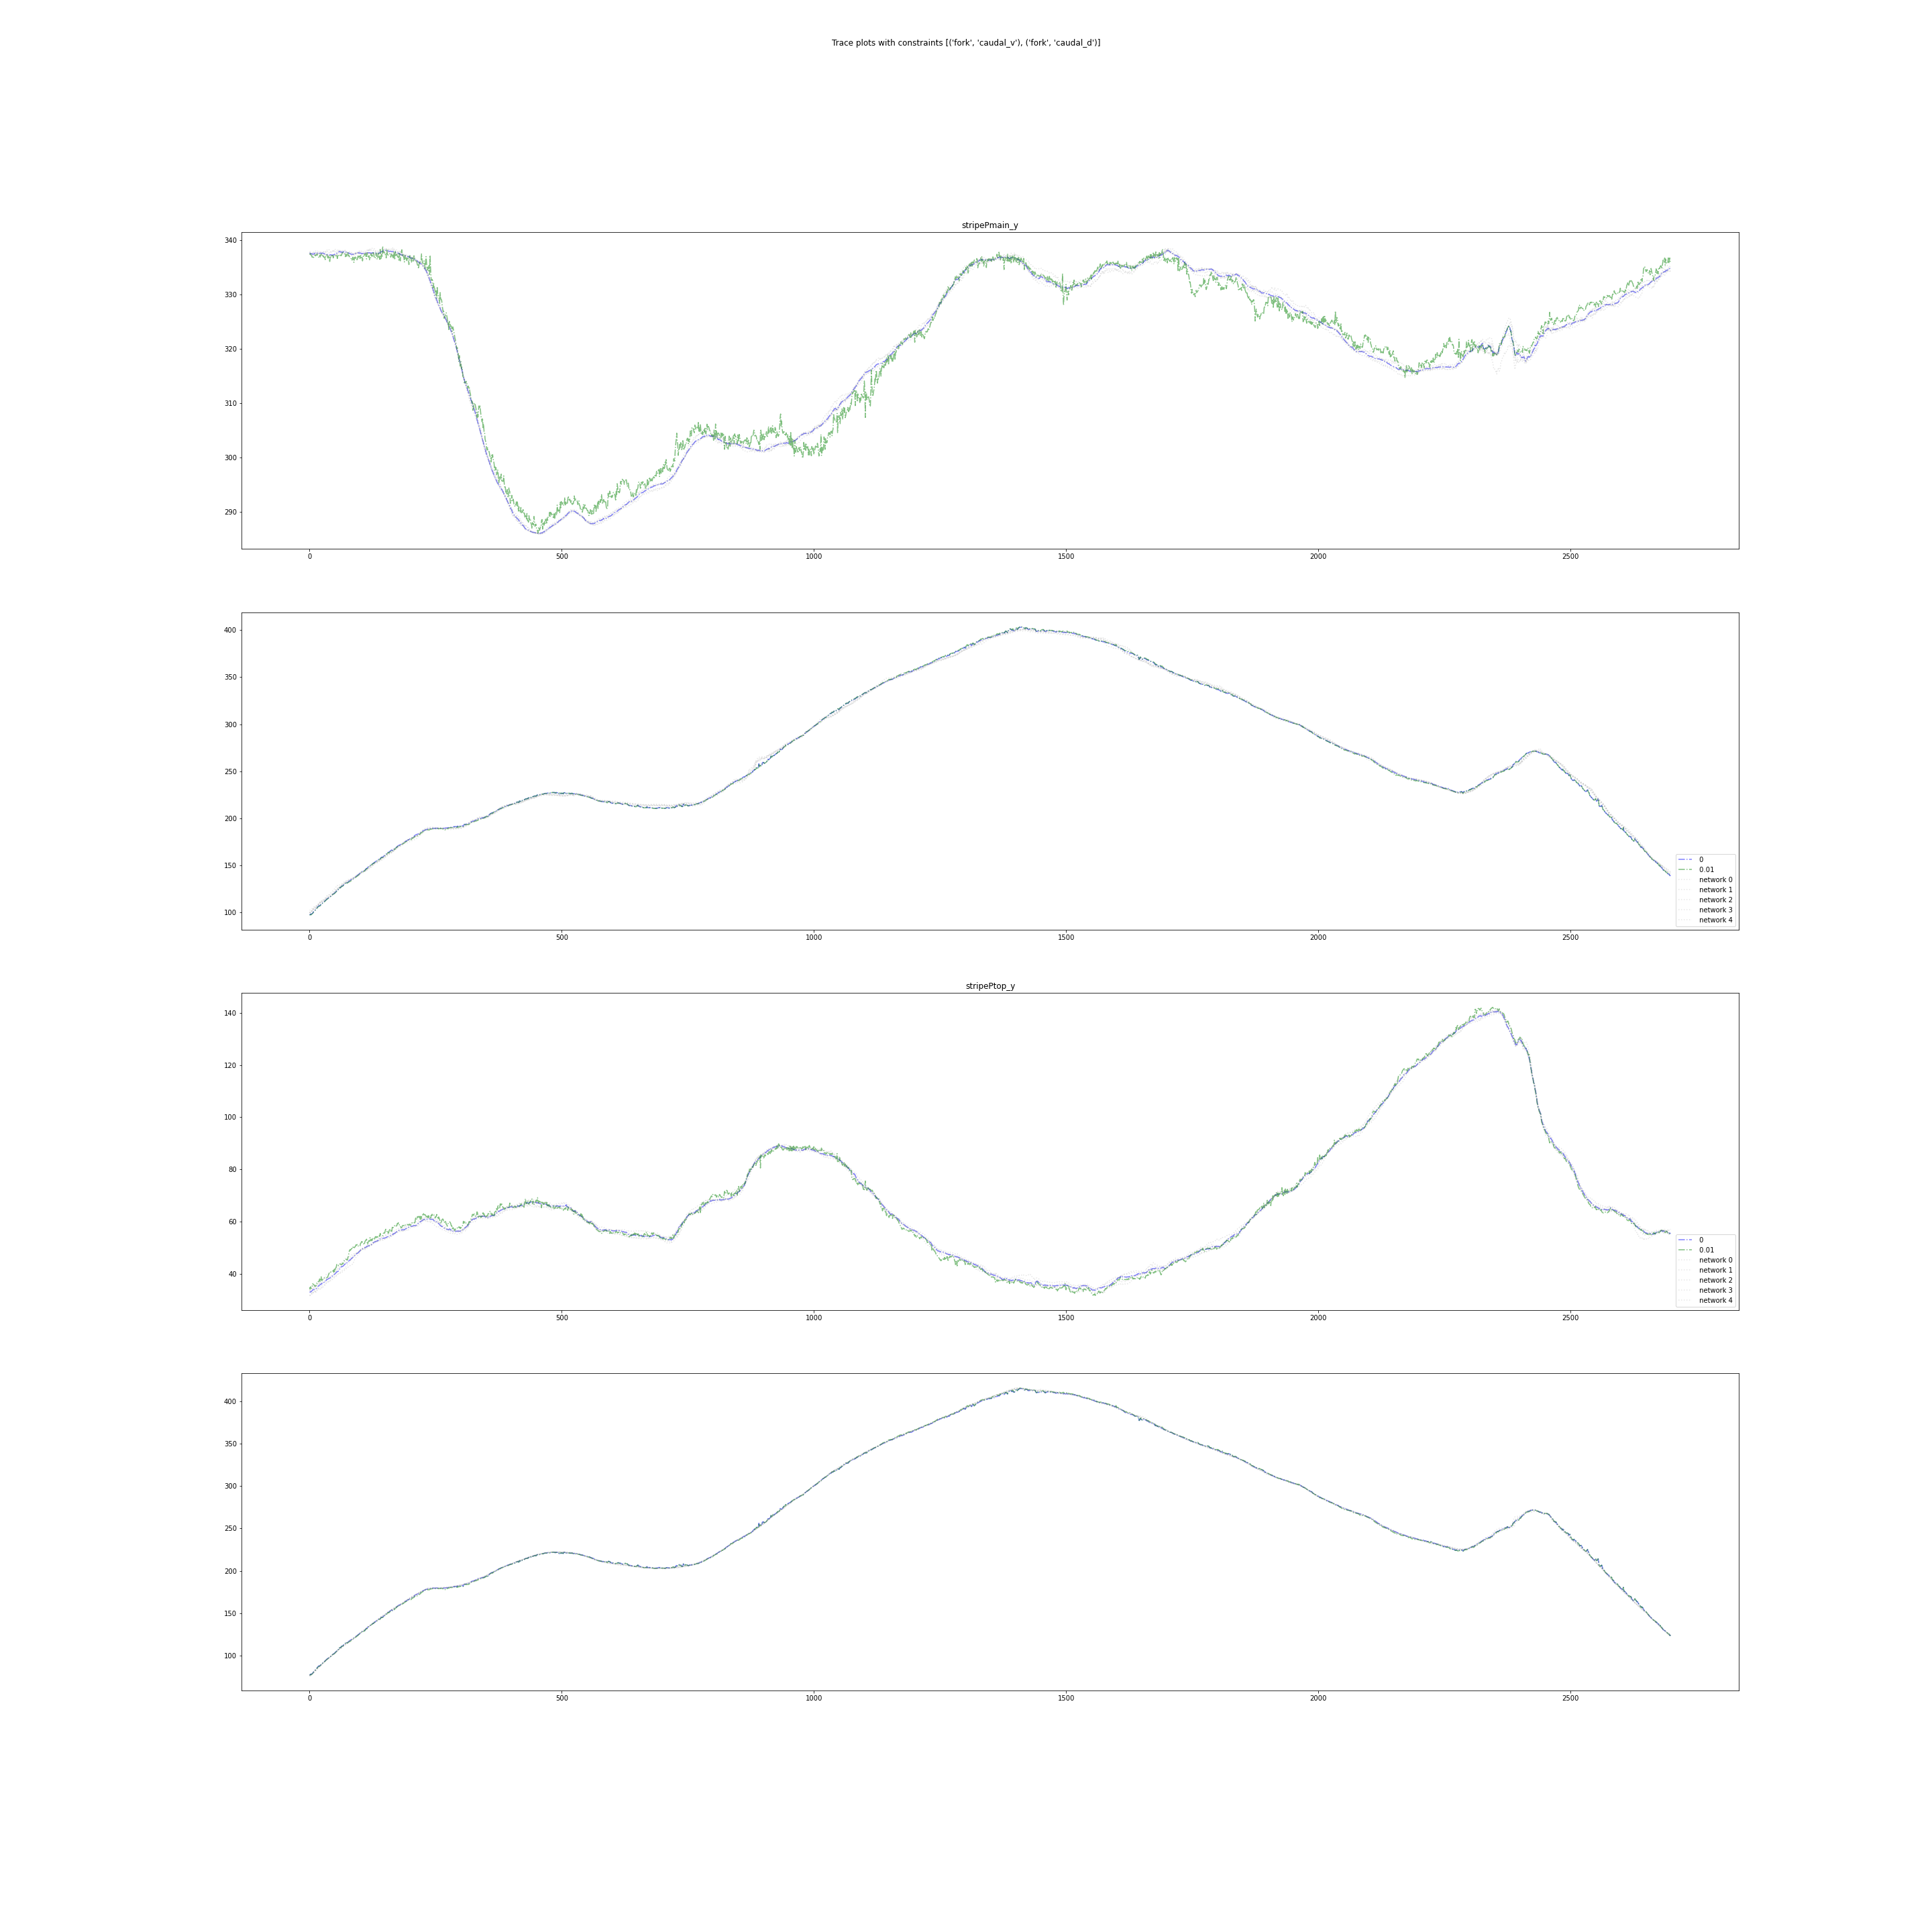 Trace plots with constraints [('fork', 'caudal_v'), ('fork', 'caudal_d')]
stripePmain_y
340
330
320
310
300
290
0 500 1000 1500 2000 2500
400
350
300
250
200
150
100
0
0.01
network 0
network 1
network 2
network 3
network 4
0 500 1000 1500 2000 2500
stripePtop_y
140
120
100
80
60
40
0
0.01
network 0
network 1
network 2
network 3
network 4
0 500 1000 1500 2000 2500
400
350
300
250
200
150
100
0 500 1000 1500 2000 2500